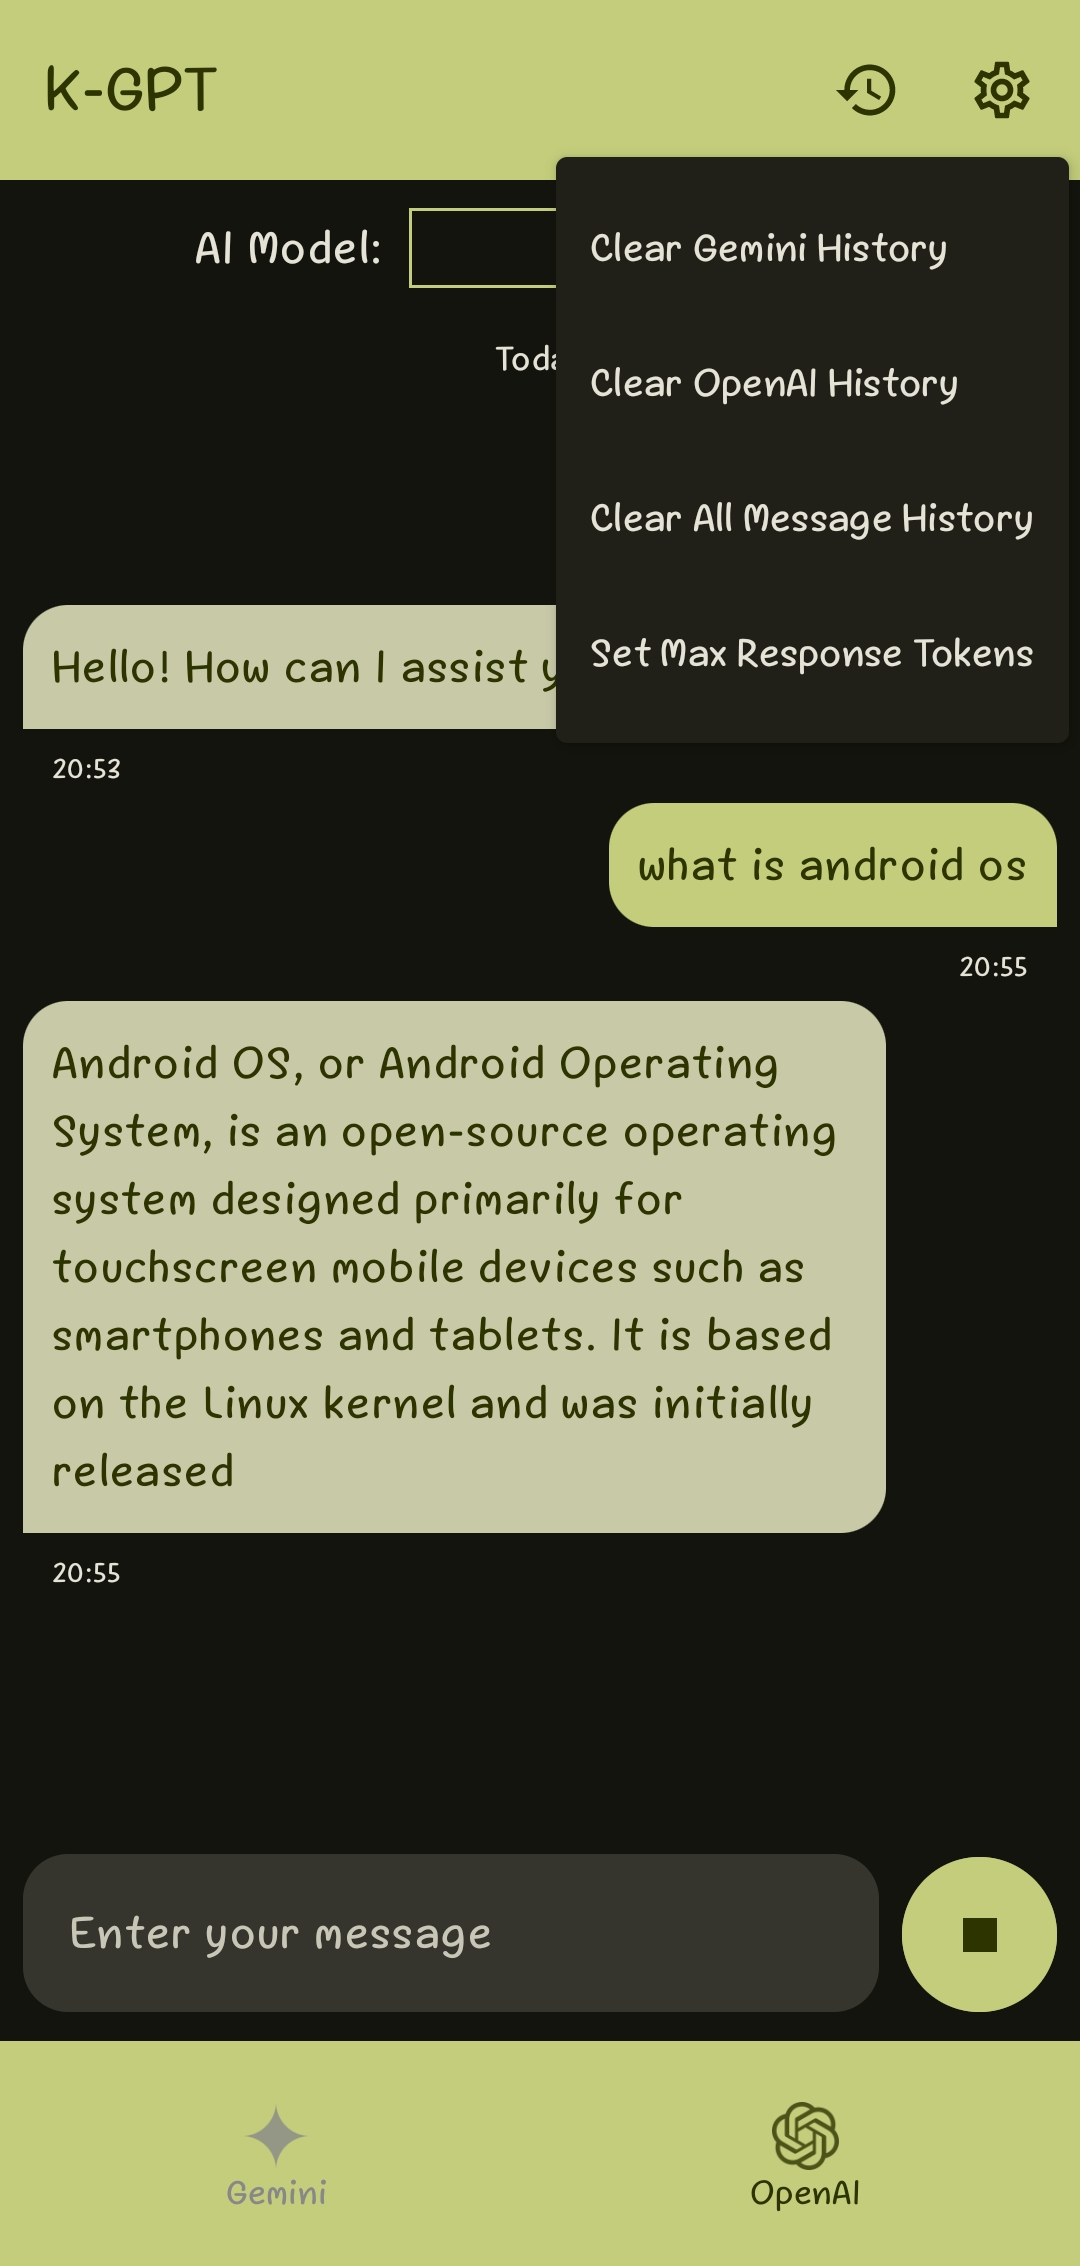 K-GPT
AI Model:
Clear Gemini History
Clear OpenAI History
Clear All Message History
Set Max Response Tokens
Hello! How can I assist
20:53
what is android os
20:55
Android OS, or Android Operating
System, is an open-source operating
system designed primarily for
touchscreen mobile devices such as
smartphones and tablets. It is based
on the Linux kernel and was initially
released
20:55
Enter your message
Gemini
OpenAI